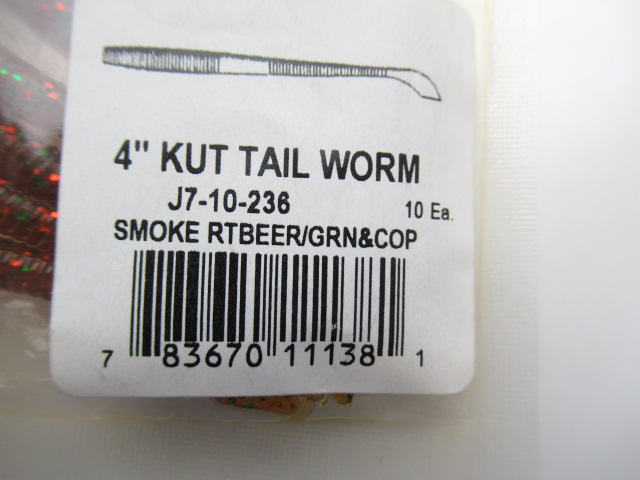 4" KUT TAIL WORM
J7-10-236 10 Ea.
SMOKE RTBEER/GRN&COP
7 83670 11138 1